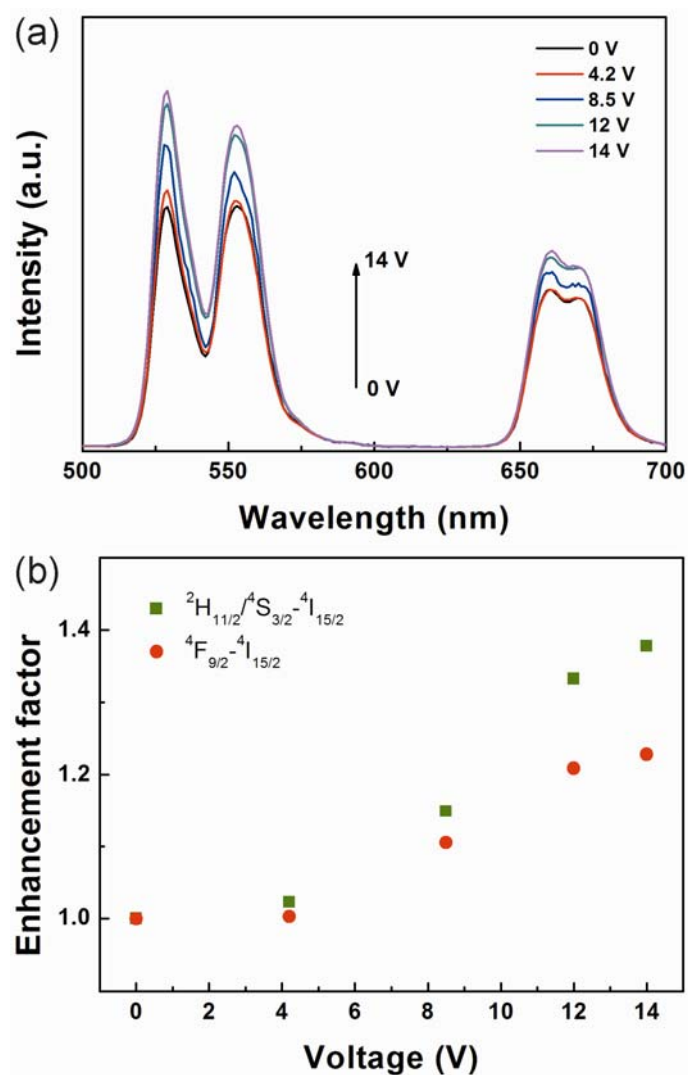 (a)
0 V
4.2 V
8.5 V
12 V
14 V
Intensity (a.u.)
14 V
0 V
500 550 600 650 700
Wavelength (nm)
(b)
²H₁₁/₂/⁴S₃/₂-⁴I₁₅/₂
⁴F₉/₂-⁴I₁₅/₂
Enhancement factor
1.4
1.2
1.0
0 2 4 6 8 10 12 14
Voltage (V)